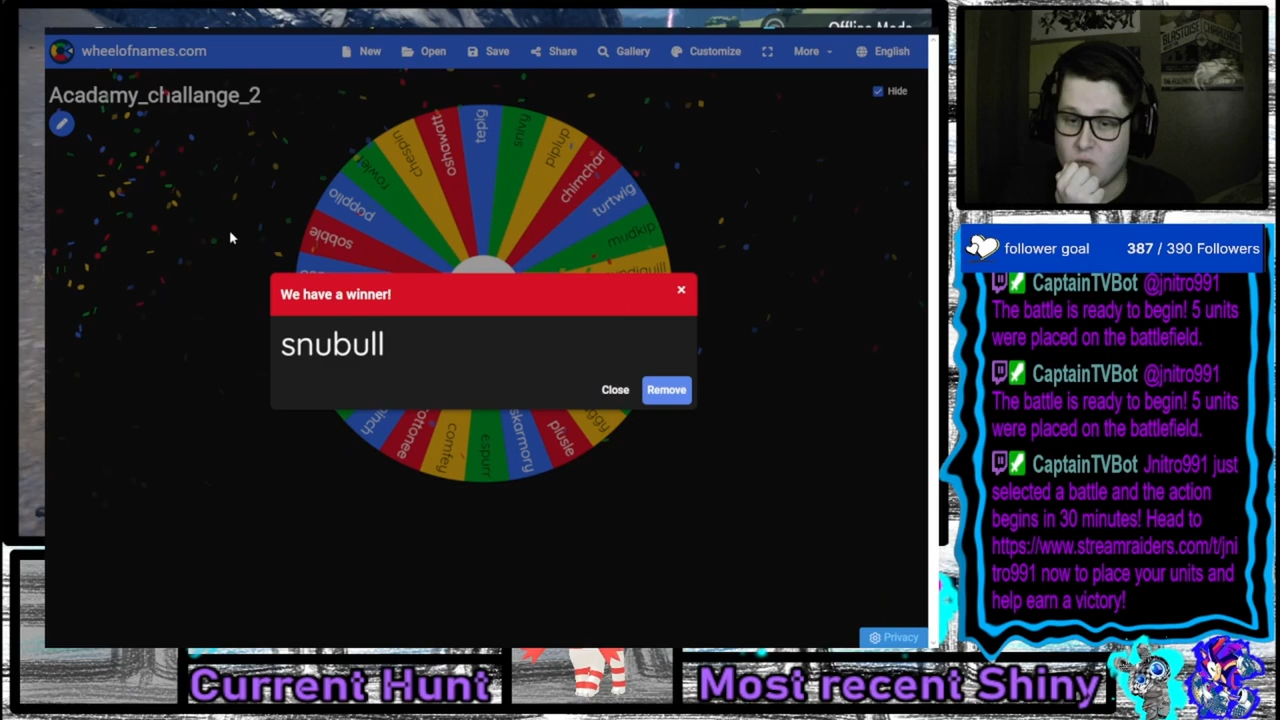 Offline Mode
wheelofnames.com
New
Open
Save
Share
Gallery
Customize
More
English
Acadamy_challange_2
Hide
sobble
popplio
rowlet
chespin
oshawatt
tepig
snivy
piplup
chimchar
turtwig
mudkip
We have a winner!
snubull
Close
Remove
comfey
espurr
skarmory
plusle
Privacy
BLASTOISE
follower goal
387 / 390 Followers
CaptainTVBot @jnitro991
The battle is ready to begin! 5 units
were placed on the battlefield.
CaptainTVBot @jnitro991
The battle is ready to begin! 5 units
were placed on the battlefield.
CaptainTVBot Jnitro991 just
selected a battle and the action
begins in 30 minutes! Head to
https://www.streamraiders.com/t/jni
tro991 now to place your units and
help earn a victory!
Current Hunt
Most recent Shiny